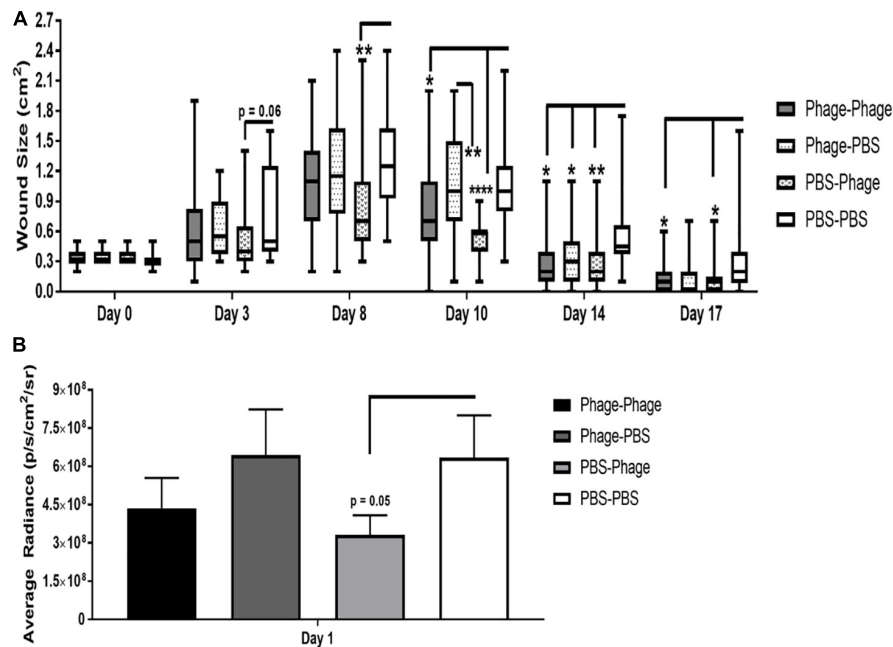 A
Wound Size (cm²)
2.7
2.4
2.1
1.8
1.5
1.2
0.9
0.6
0.3
0.0
p = 0.06
**
*
**
****
*
*
**
*
*
Day 0
Day 3
Day 8
Day 10
Day 14
Day 17
Phage-Phage
Phage-PBS
PBS-Phage
PBS-PBS
B
Average Radiance (p/s/cm²/sr)
9×10⁸
7.5×10⁸
6×10⁸
4.5×10⁸
3×10⁸
1.5×10⁸
0
p = 0.05
Day 1
Phage-Phage
Phage-PBS
PBS-Phage
PBS-PBS